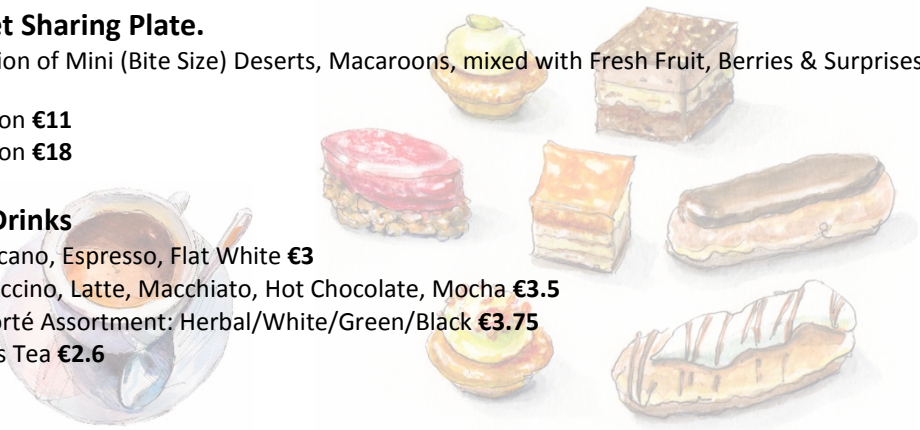 et Sharing Plate.
ion of Mini (Bite Size) Deserts, Macaroons, mixed with Fresh Fruit, Berries & Surprises
on €11
on €18
Drinks
cano, Espresso, Flat White €3
ccino, Latte, Macchiato, Hot Chocolate, Mocha €3.5
orté Assortment: Herbal/White/Green/Black €3.75
s Tea €2.6